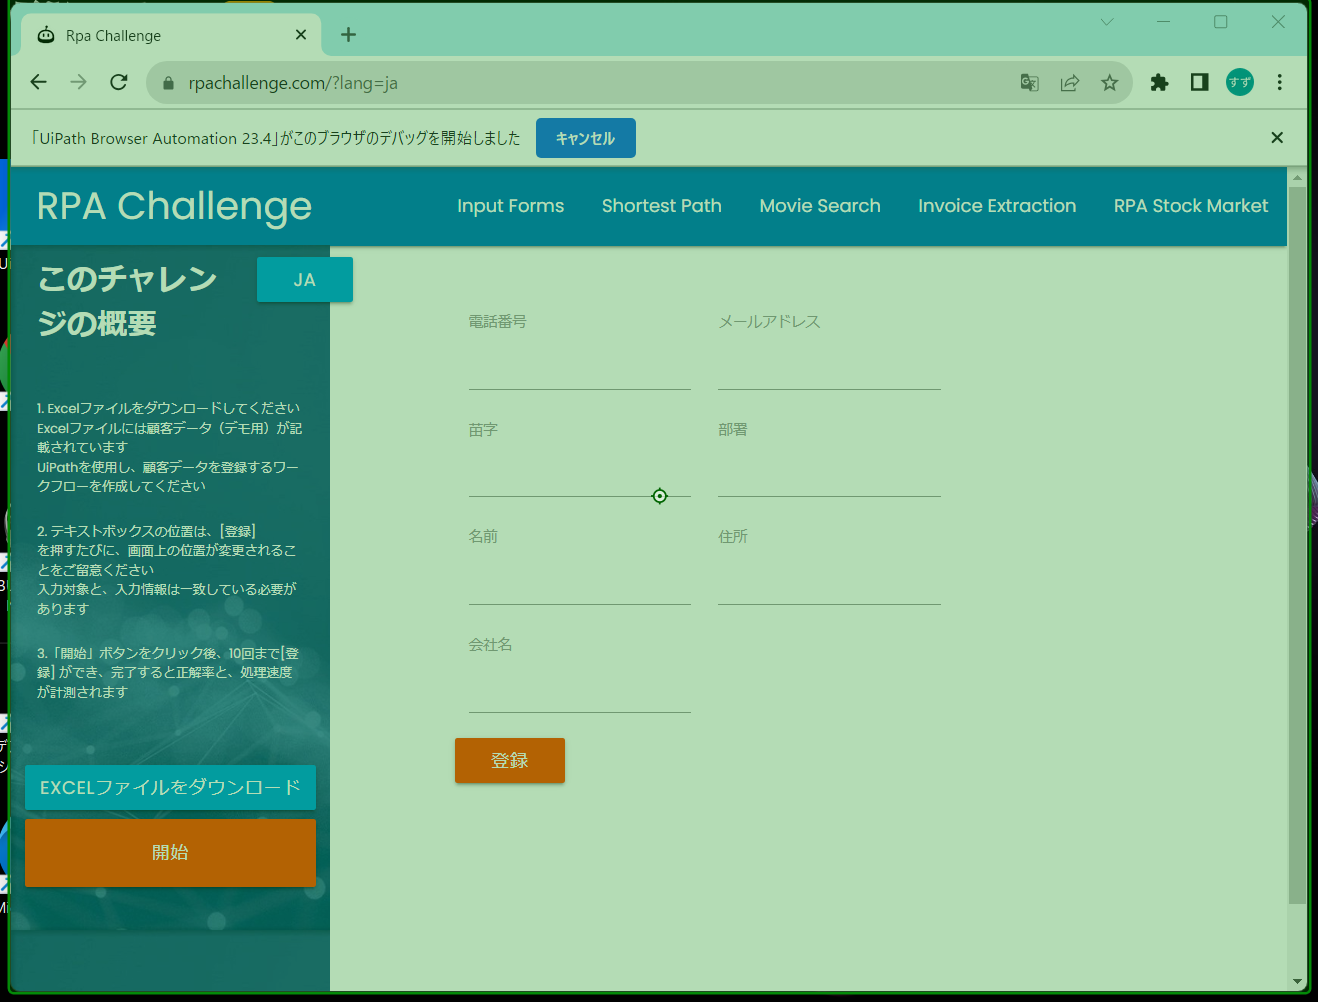 Rpa Challenge
rpachallenge.com/?lang=ja
すず
「UiPath Browser Automation 23.4」がこのブラウザのデバッグを開始しました
キャンセル
RPA Challenge
Input Forms
Shortest Path
Movie Search
Invoice Extraction
RPA Stock Market
このチャレン
ジの概要
JA
1. Excelファイルをダウンロードしてください
Excelファイルには顧客データ（デモ用）が記
載されています
UiPathを使用し、顧客データを登録するワー
クフローを作成してください
2. テキストボックスの位置は、[登録]
を押すたびに、画面上の位置が変更されるこ
とをご留意ください
入力対象と、入力情報は一致している必要が
あります
3.「開始」ボタンをクリック後、10回まで[登
録] ができ、完了すると正解率と、処理速度
が計測されます
EXCELファイルをダウンロード
開始
電話番号
メールアドレス
苗字
部署
名前
住所
会社名
登録